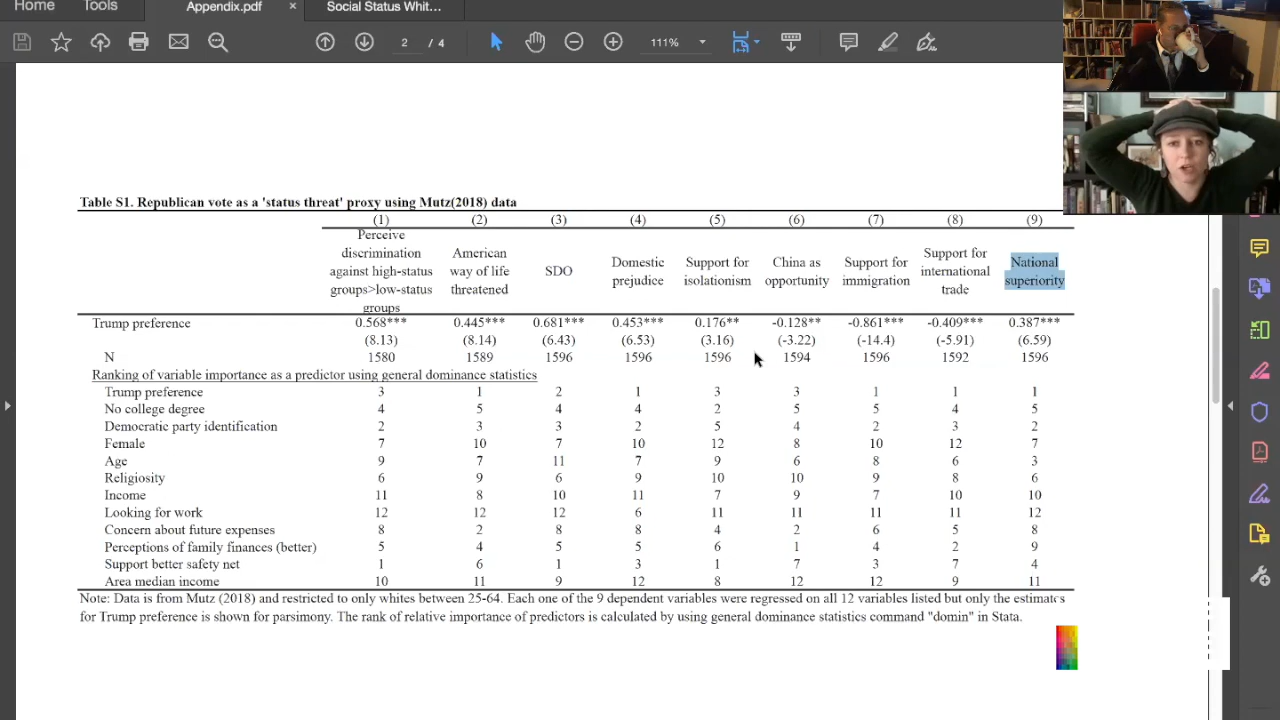 Home Tools Appendix.pdf × Social Status Whit...
2 / 4 111%
Table S1. Republican vote as a 'status threat' proxy using Mutz(2018) data
(1) (2) (3) (4) (5) (6) (7) (8) (9)
Perceive
discrimination American Support for
against high-status way of life SDO Domestic Support for China as Support for international National
groups>low-status threatened prejudice isolationism opportunity immigration trade superiority
groups
Trump preference 0.568*** 0.445*** 0.681*** 0.453*** 0.176** -0.128** -0.861*** -0.409*** 0.387***
(8.13) (8.14) (6.43) (6.53) (3.16) (-3.22) (-14.4) (-5.91) (6.59)
N 1580 1589 1596 1596 1596 1594 1596 1592 1596
Ranking of variable importance as a predictor using general dominance statistics
Trump preference 3 1 2 1 3 3 1 1 1
No college degree 4 5 4 4 2 5 5 4 5
Democratic party identification 2 3 3 2 5 4 2 3 2
Female 7 10 7 10 12 8 10 12 7
Age 9 7 11 7 9 6 8 6 3
Religiosity 6 9 6 9 10 10 9 8 6
Income 11 8 10 11 7 9 7 10 10
Looking for work 12 12 12 6 11 11 11 11 12
Concern about future expenses 8 2 8 8 4 2 6 5 8
Perceptions of family finances (better) 5 4 5 5 6 1 4 2 9
Support better safety net 1 6 1 3 1 7 3 7 4
Area median income 10 11 9 12 8 12 12 9 11
Note: Data is from Mutz (2018) and restricted to only whites between 25-64. Each one of the 9 dependent variables were regressed on all 12 variables listed but only the estimates
for Trump preference is shown for parsimony. The rank of relative importance of predictors is calculated by using general dominance statistics command "domin" in Stata.